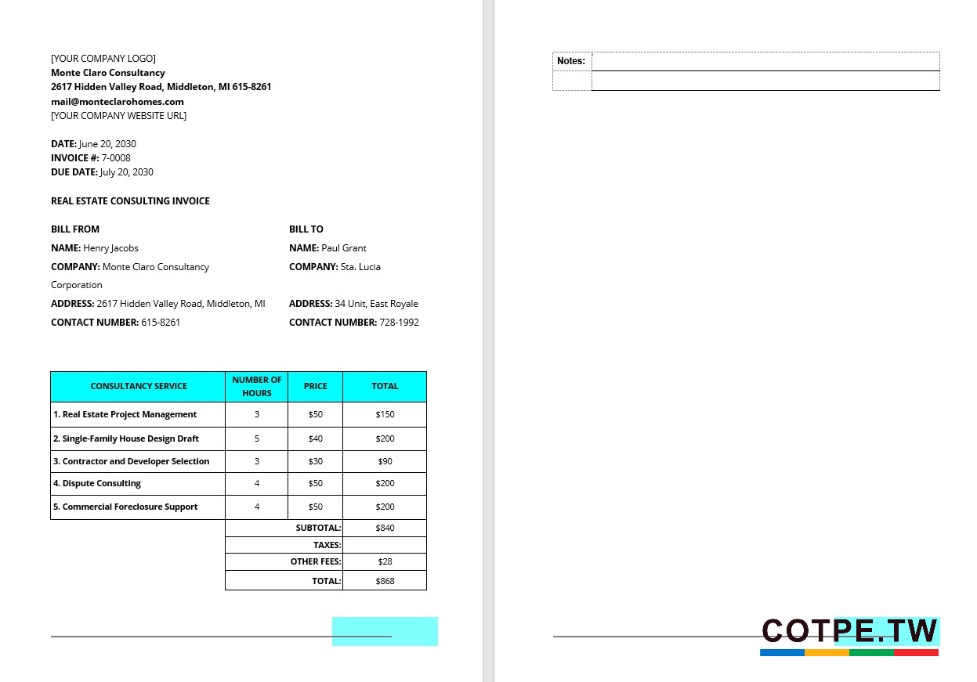 [YOUR COMPANY LOGO]
Monte Claro Consultancy
2617 Hidden Valley Road, Middleton, MI 615-8261
mail@monteclarohomes.com
[YOUR COMPANY WEBSITE URL]
DATE: June 20, 2030
INVOICE #: 7-0008
DUE DATE: July 20, 2030
REAL ESTATE CONSULTING INVOICE
BILL FROM BILL TO
NAME: Henry Jacobs NAME: Paul Grant
COMPANY: Monte Claro Consultancy COMPANY: Sta. Lucia
Corporation
ADDRESS: 2617 Hidden Valley Road, Middleton, MI ADDRESS: 34 Unit, East Royale
CONTACT NUMBER: 615-8261 CONTACT NUMBER: 728-1992
CONSULTANCY SERVICE NUMBER OF HOURS PRICE TOTAL
1. Real Estate Project Management 3 $50 $150
2. Single-Family House Design Draft 5 $40 $200
3. Contractor and Developer Selection 3 $30 $90
4. Dispute Consulting 4 $50 $200
5. Commercial Foreclosure Support 4 $50 $200
SUBTOTAL: $840
TAXES:
OTHER FEES: $28
TOTAL: $868
Notes:
COTPE.TW